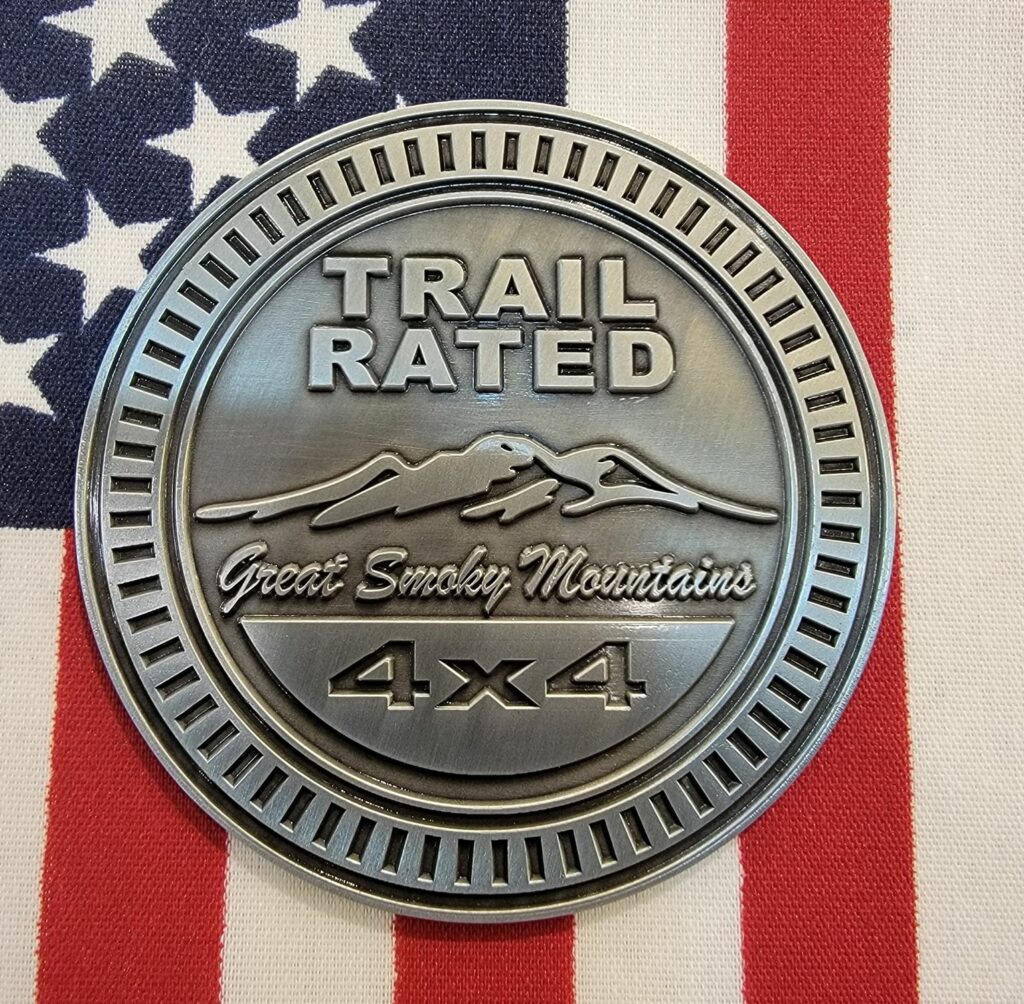 TRAIL
RATED
Great Smoky Mountains
4x4